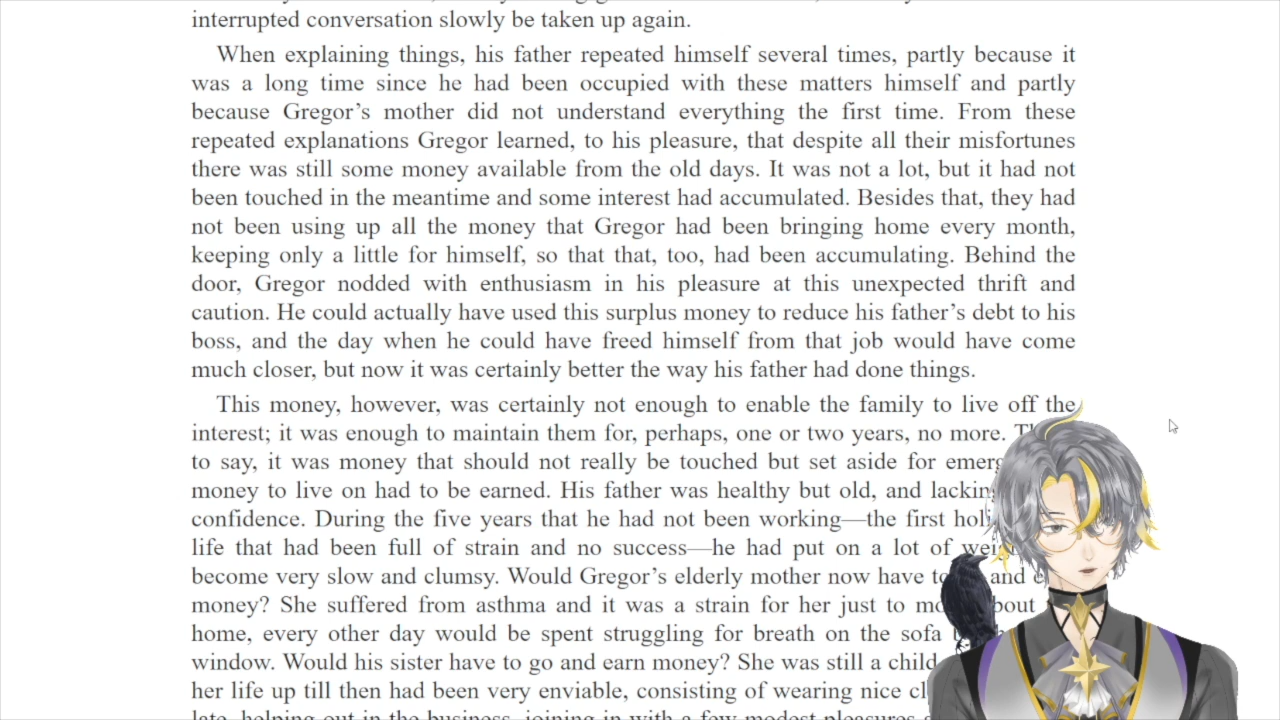 interrupted conversation slowly be taken up again.
When explaining things, his father repeated himself several times, partly because it
was a long time since he had been occupied with these matters himself and partly
because Gregor’s mother did not understand everything the first time. From these
repeated explanations Gregor learned, to his pleasure, that despite all their misfortunes
there was still some money available from the old days. It was not a lot, but it had not
been touched in the meantime and some interest had accumulated. Besides that, they had
not been using up all the money that Gregor had been bringing home every month,
keeping only a little for himself, so that that, too, had been accumulating. Behind the
door, Gregor nodded with enthusiasm in his pleasure at this unexpected thrift and
caution. He could actually have used this surplus money to reduce his father’s debt to his
boss, and the day when he could have freed himself from that job would have come
much closer, but now it was certainly better the way his father had done things.
This money, however, was certainly not enough to enable the family to live off the
interest; it was enough to maintain them for, perhaps, one or two years, no more.
to say, it was money that should not really be touched but set aside for
money to live on had to be earned. His father was healthy but old, and
confidence. During the five years that he had not been working—the first
life that had been full of strain and no success—he had put on a lot of
become very slow and clumsy. Would Gregor’s elderly mother now have to and
money? She suffered from asthma and it was a strain for her just to
home, every other day would be spent struggling for breath on the sofa
window. Would his sister have to go and earn money? She was still a child
her life up till then had been very enviable, consisting of wearing nice
late, helping out in the business, joining in with a few modest pleasures